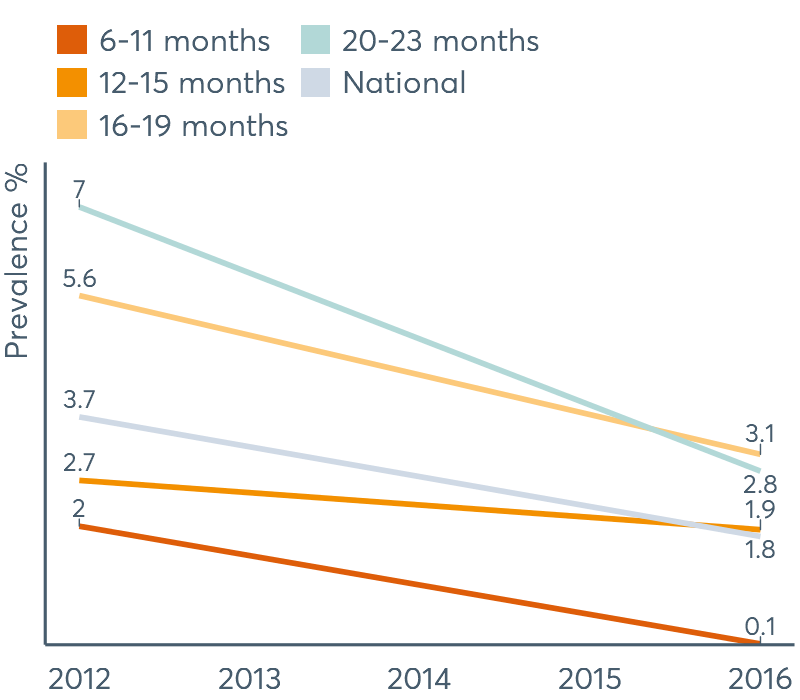 6-11 months
20-23 months
12-15 months
National
16-19 months
Prevalence %
7
5.6
3.7
2.7
2
3.1
2.8
1.9
1.8
0.1
2012 2013 2014 2015 2016